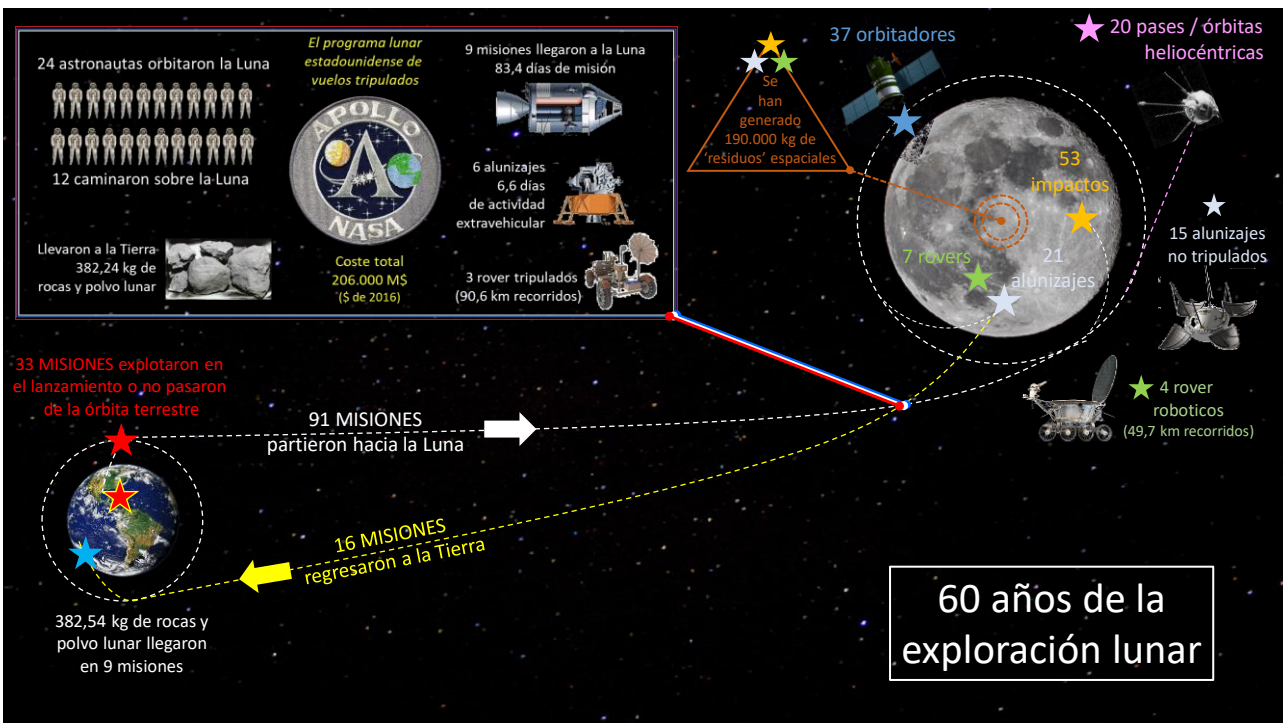 24 astronautas orbitaron la Luna
12 caminaron sobre la Luna
Llevaron a la Tierra
382,24 kg de
rocas y polvo lunar
El programa lunar
estadounidense de
vuelos tripulados
APOLLO
NASA
Coste total
206.000 M$
($ de 2016)
9 misiones llegaron a la Luna
83,4 días de misión
6 alunizajes
6,6 días
de actividad
extravehicular
3 rover tripulados
(90,6 km recorridos)
Se
han
generado
190.000 kg de
'residuos' espaciales
37 orbitadores
20 pases / órbitas
heliocéntricas
53
impactos
7 rovers
21
alunizajes
15 alunizajes
no tripulados
4 rover
roboticos
(49,7 km recorridos)
33 MISIONES explotaron en
el lanzamiento o no pasaron
de la órbita terrestre
91 MISIONES
partieron hacia la Luna
16 MISIONES
regresaron a la Tierra
382,54 kg de rocas y
polvo lunar llegaron
en 9 misiones
60 años de la
exploración lunar